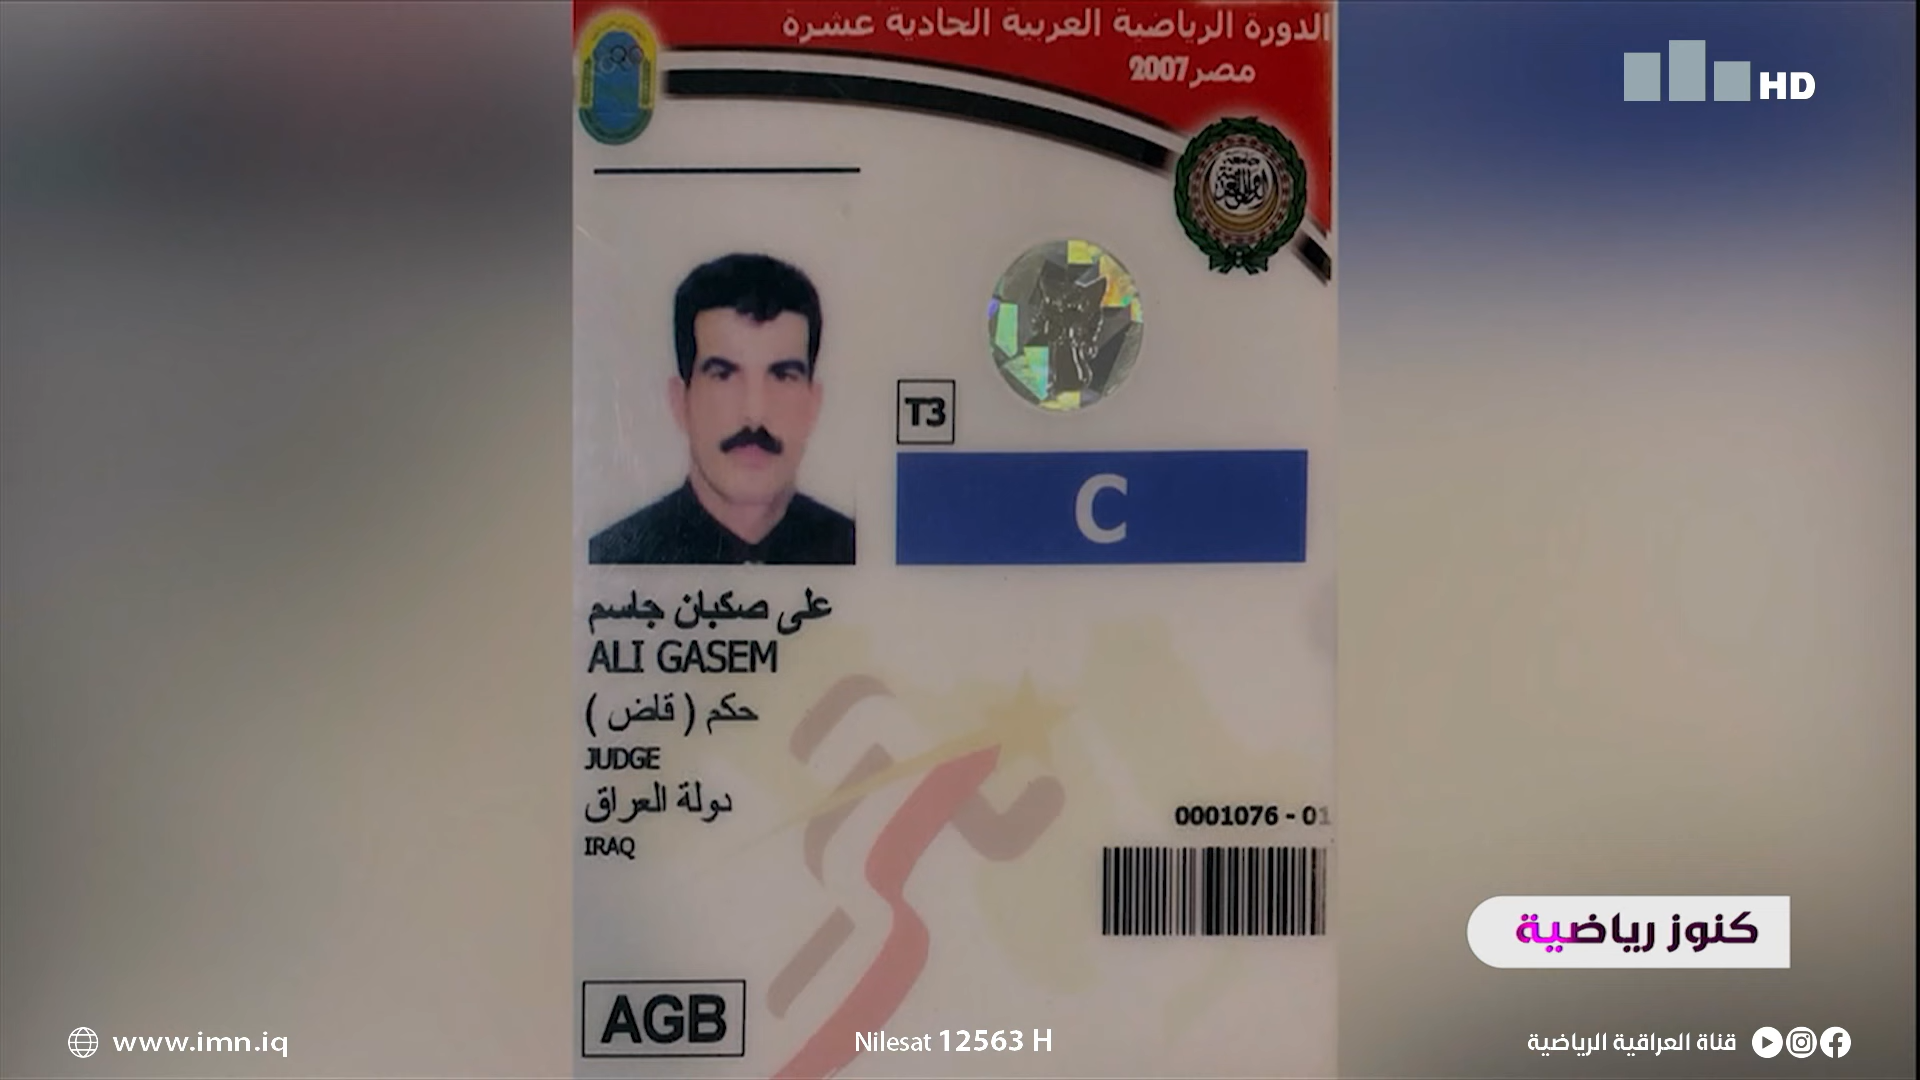 الدورة الرياضية العربية الحادية عشرة
مصر 2007
HD
T3
C
على صكبان جاسم
ALI GASEM
حكم ( قاض )
JUDGE
دولة العراق
IRAQ
0001076 - 01
AGB
كنوز رياضية
www.imn.iq
Nilesat 12563 H
قناة العراقية الرياضية